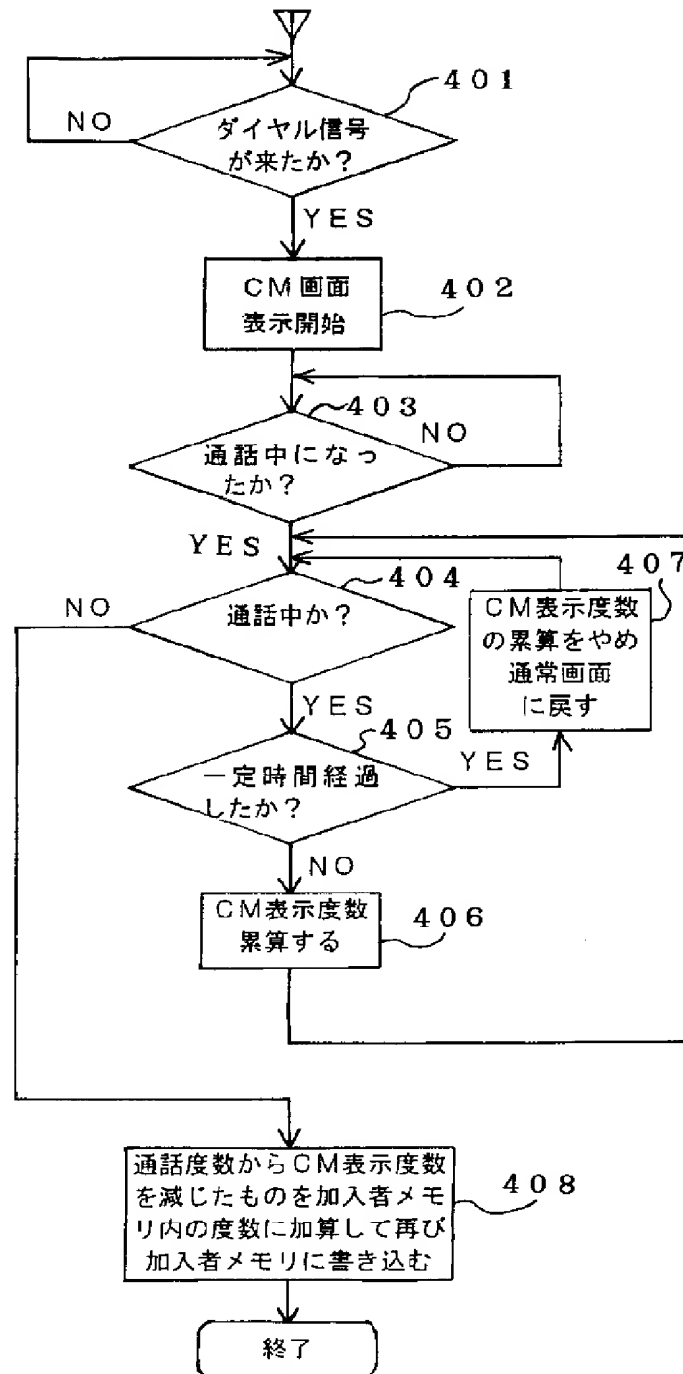 401
NO
ダイヤル信号
が来たか？
YES
CM画面
表示開始
402
403
NO
通話中になっ
たか？
YES
404
407
NO
通話中か？
CM表示度数
の累算をやめ
通常画面
に戻す
YES
405
YES
一定時間経過
したか？
NO
CM表示度数
累算する
406
通話度数からCM表示度数
を減じたものを加入者メモ
リ内の度数に加算して再び
加入者メモリに書き込む
408
終了